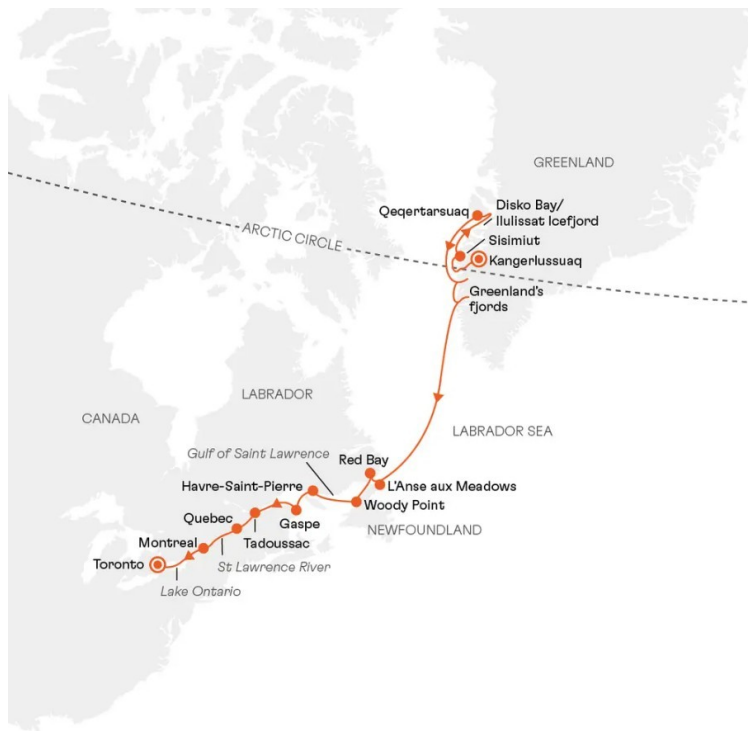 GREENLAND
Qeqertarsuaq
Disko Bay/
Ilulissat Icefjord
ARCTIC CIRCLE
Sisimiut
Kangerlussuaq
Greenland's
fjords
LABRADOR
CANADA
LABRADOR SEA
Gulf of Saint Lawrence
Red Bay
Havre-Saint-Pierre
L'Anse aux Meadows
Woody Point
Quebec
Gaspe
NEWFOUNDLAND
Montreal
Tadoussac
Toronto
St Lawrence River
Lake Ontario